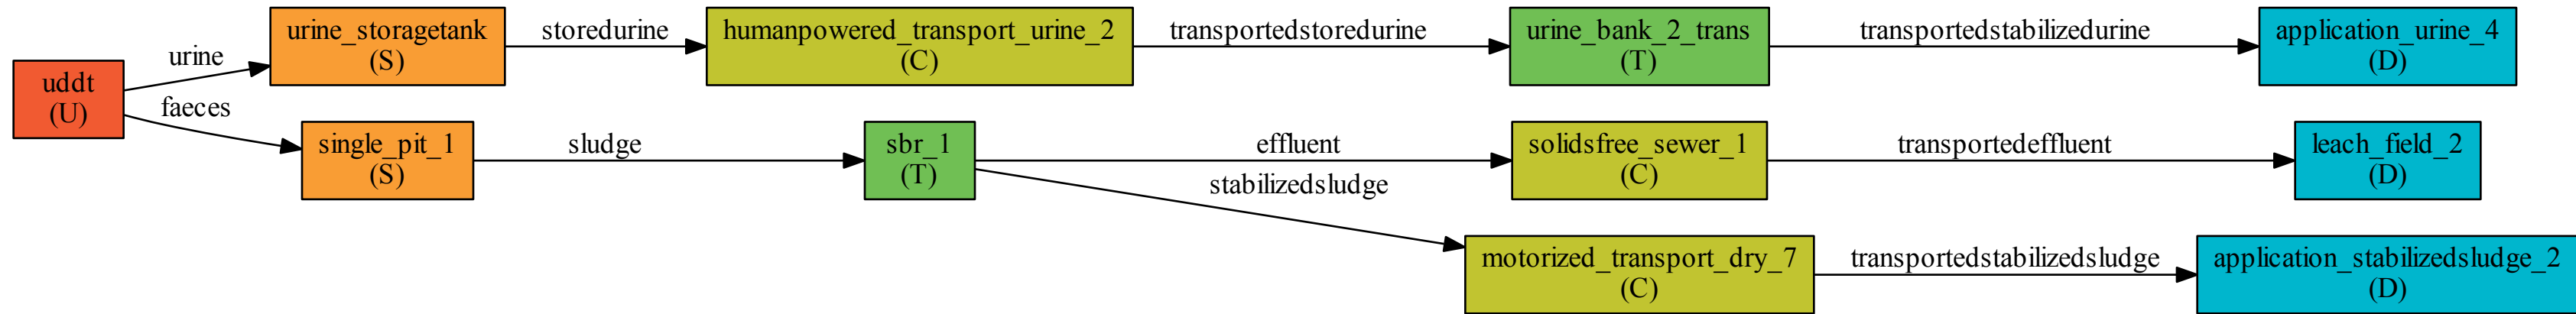 uddt
(U)
urine
faeces
urine_storagetank
(S)
storedurine
humanpowered_transport_urine_2
(C)
transportedstoredurine
urine_bank_2_trans
(T)
transportedstabilizedurine
application_urine_4
(D)
single_pit_1
(S)
sludge
sbr_1
(T)
effluent
stabilizedsludge
solidsfree_sewer_1
(C)
transportedeffluent
leach_field_2
(D)
motorized_transport_dry_7
(C)
transportedstabilizedsludge
application_stabilizedsludge_2
(D)